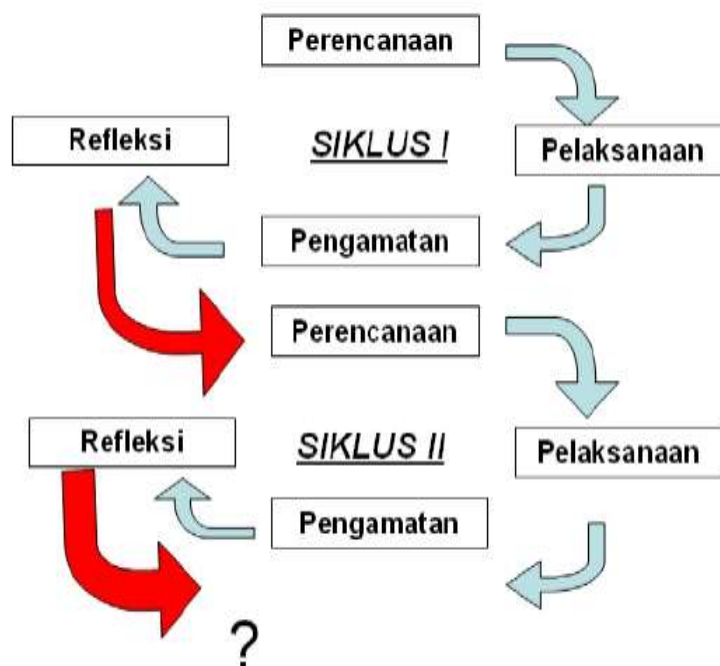 Perencanaan
Refleksi
SIKLUS I
Pelaksanaan
Pengamatan
Perencanaan
Refleksi
SIKLUS II
Pelaksanaan
Pengamatan
?